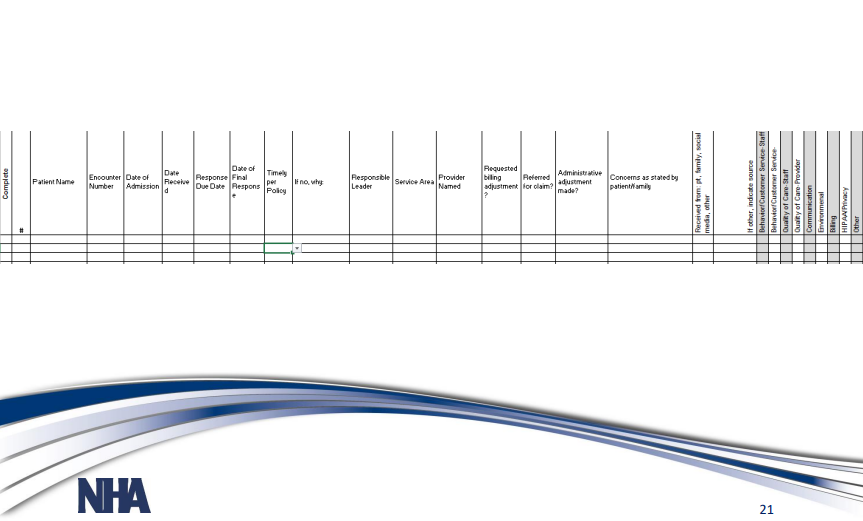 Complete
#
Patient Name
Encounter
Number
Date of
Admission
Date
Receive
d
Response
Due Date
Date of
Final
Respons
e
Timely
per
Policy
If no, why:
Responsible
Leader
Service Area
Provider
Named
Requested
billing
adjustment
?
Referred
for claim?
Administrative
adjustment
made?
Concerns as stated by
patient/family.
Received from: pt, family, social
media, other
If other, indicate source
Behavior/Customer Service-Staff
Behavior/Customer Service-
Quality of Care-Staff
Quality of Care-Provider
Communication
Environmenal
Billing
HIPAA/Privacy
Other
NHA
21